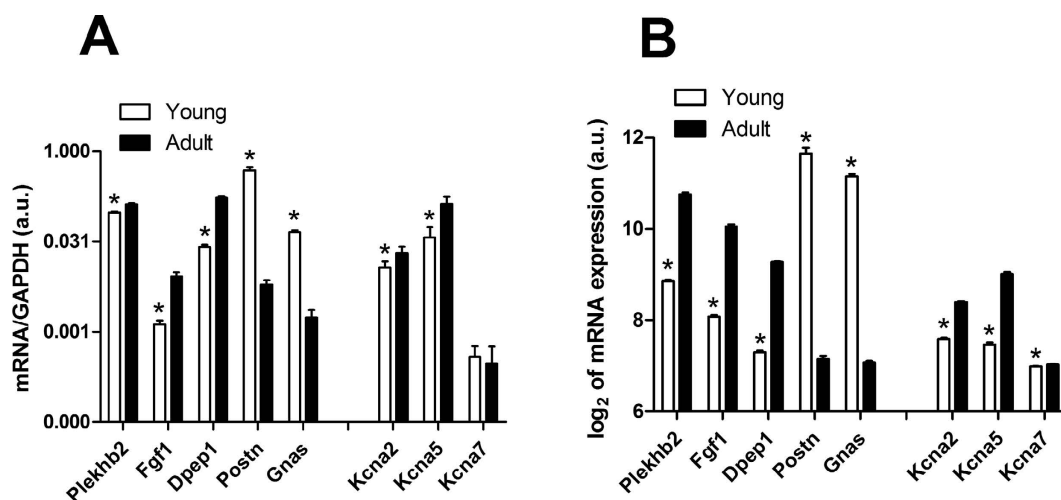 A
Young
Adult
mRNA/GAPDH (a.u.)
1.000
0.031
0.001
0.000
*
*
*
*
*
*
*
Plekhb2
Fgf1
Dpep1
Postn
Gnas
Kcna2
Kcna5
Kcna7
B
Young
Adult
log2 of mRNA expression (a.u.)
12
10
8
6
*
*
*
*
*
*
*
*
Plekhb2
Fgf1
Dpep1
Postn
Gnas
Kcna2
Kcna5
Kcna7